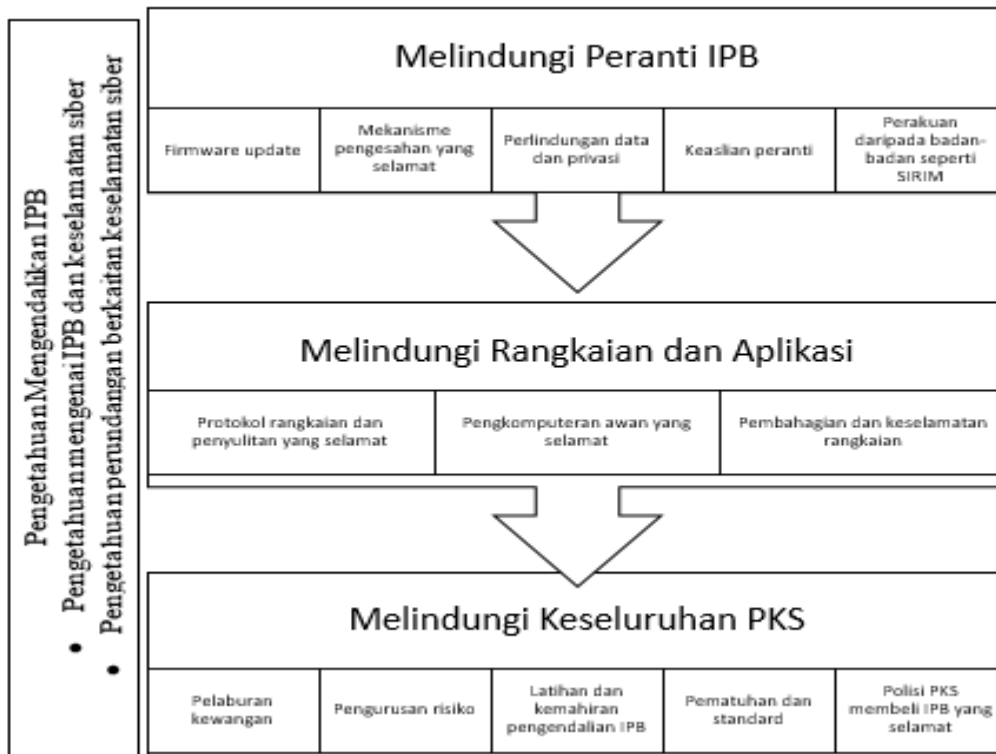 Pengetahuan Mengendalikan IPB
• Pengetahuan mengenai IPB dan keselamatan siber
• Pengetahuan perundangan berkaitan keselamatan siber
Melindungi Peranti IPB
Firmware update
Mekanisme
pengesahan yang
selamat
Perlindungan data
dan privasi
Keaslian peranti
Perakuan
daripada badan-
badan seperti
SIRIM
Melindungi Rangkaian dan Aplikasi
Protokol rangkaian dan
penyulitan yang selamat
Pengkomputeran awan yang
selamat
Pembahagian dan keselamatan
rangkaian
Melindungi Keseluruhan PKS
Pelaburan
kewangan
Pengurusan risiko
Latihan dan
kemahiran
pengendalian IPB
Pematuhan dan
standard
Polisi PKS
membeli IPB yang
selamat